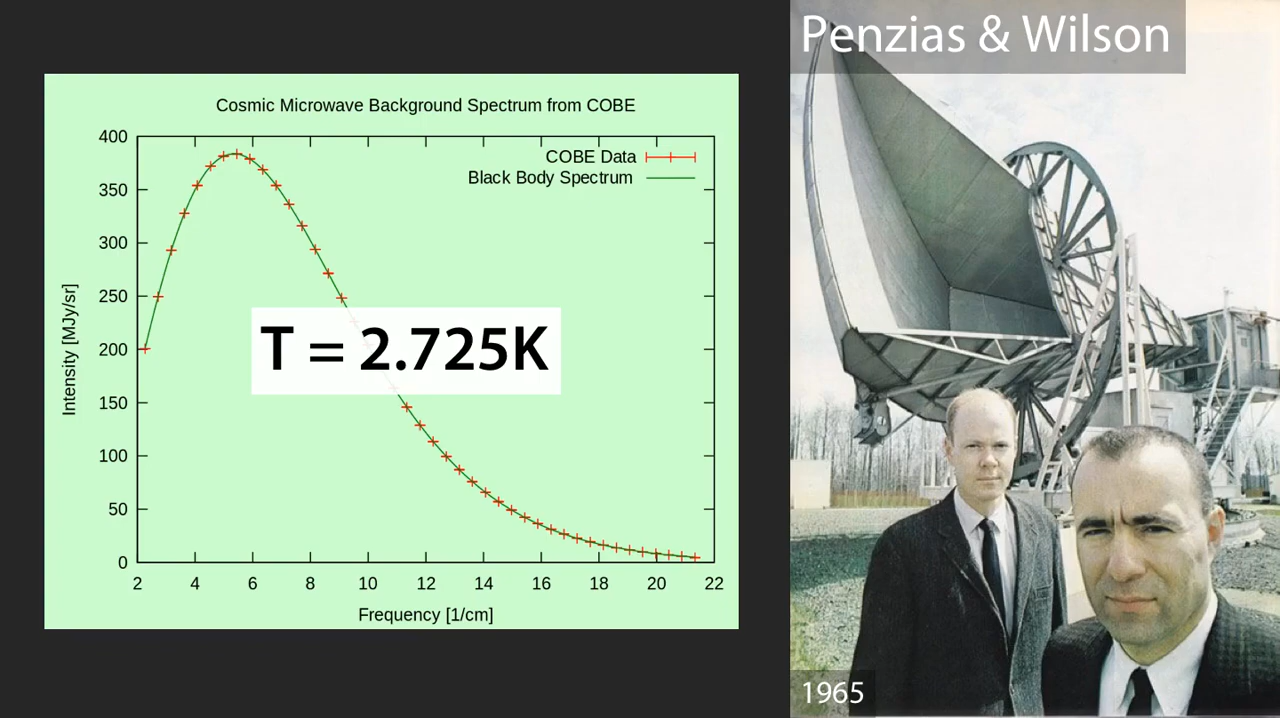 Cosmic Microwave Background Spectrum from COBE
400
350
300
250
200
150
100
50
0
Intensity [MJy/sr]
COBE Data
Black Body Spectrum
T = 2.725K
2 4 6 8 10 12 14 16 18 20 22
Frequency [1/cm]
Penzias & Wilson
1965